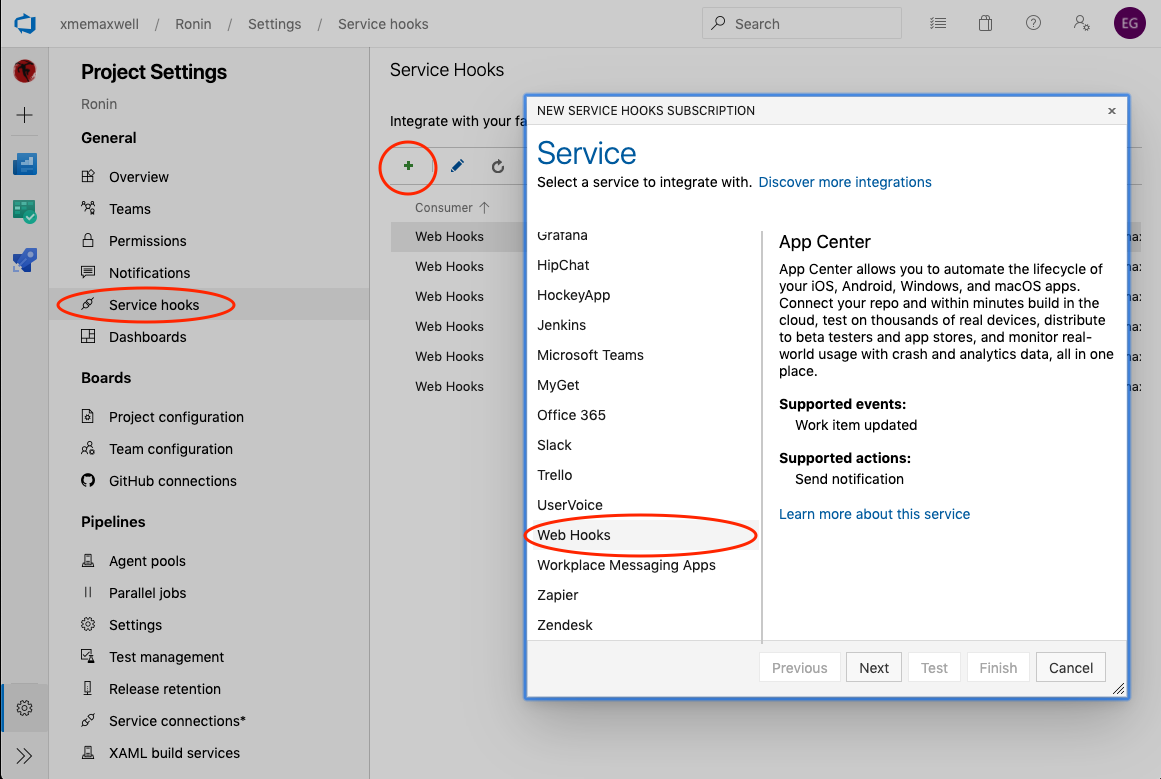 xmemaxwell / Ronin / Settings / Service hooks
Search
EG
Project Settings
Ronin
General
Overview
Teams
Permissions
Notifications
Service hooks
Dashboards
Boards
Project configuration
Team configuration
GitHub connections
Pipelines
Agent pools
Parallel jobs
Settings
Test management
Release retention
Service connections*
XAML build services
Service Hooks
Integrate with your
Consumer ↑
Web Hooks
Web Hooks
Web Hooks
Web Hooks
Web Hooks
Web Hooks
NEW SERVICE HOOKS SUBSCRIPTION
Service
Select a service to integrate with. Discover more integrations
Grafana
HipChat
HockeyApp
Jenkins
Microsoft Teams
MyGet
Office 365
Slack
Trello
UserVoice
Web Hooks
Workplace Messaging Apps
Zapier
Zendesk
App Center
App Center allows you to automate the lifecycle of
your iOS, Android, Windows, and macOS apps.
Connect your repo and within minutes build in the
cloud, test on thousands of real devices, distribute
to beta testers and app stores, and monitor real-
world usage with crash and analytics data, all in one
place.
Supported events:
Work item updated
Supported actions:
Send notification
Learn more about this service
Previous
Next
Test
Finish
Cancel